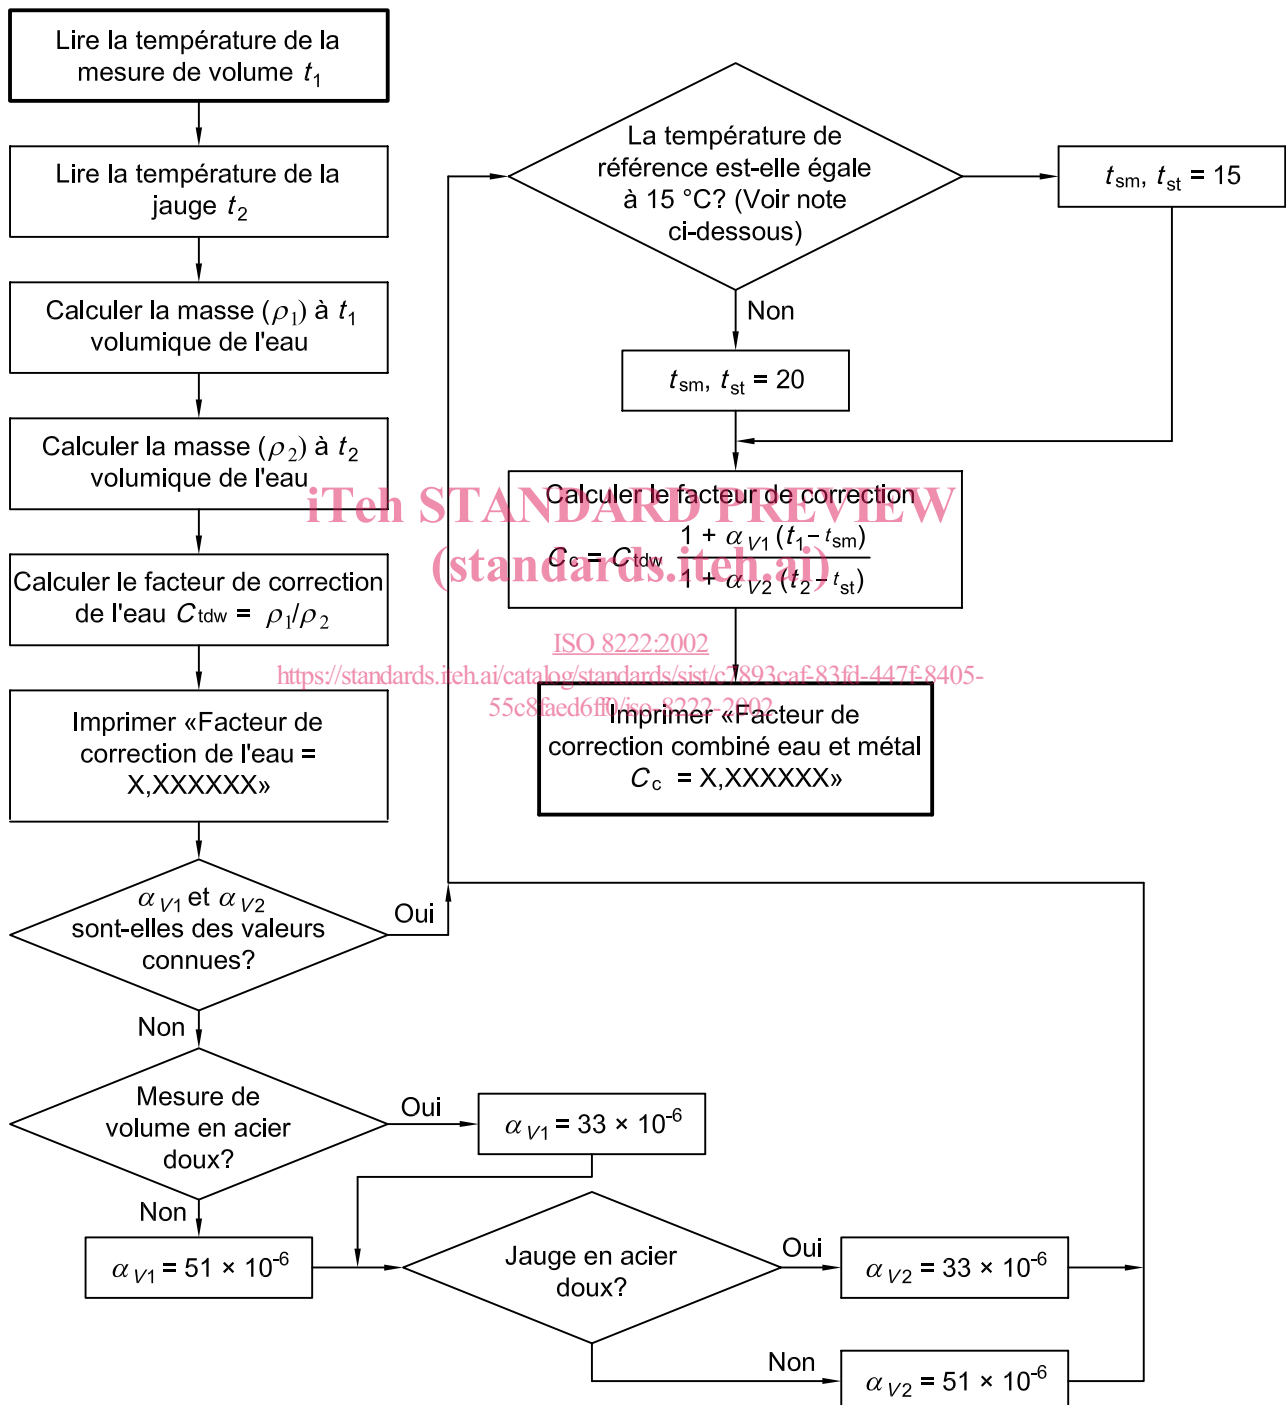 Lire la température de la
mesure de volume t1
Lire la température de la
jauge t2
Calculer la masse (ρ1) à t1
volumique de l'eau
Calculer la masse (ρ2) à t2
volumique de l'eau
Calculer le facteur de correction
de l'eau Ctdw = ρ1/ρ2
Imprimer «Facteur de
correction de l'eau =
X,XXXXXX»
αV1 et αV2
sont-elles des valeurs
connues?
Oui
Non
Mesure de
volume en acier
doux?
Oui
αV1 = 33 × 10-6
Non
αV1 = 51 × 10-6
Jauge en acier
doux?
Oui
αV2 = 33 × 10-6
Non
αV2 = 51 × 10-6
La température de
référence est-elle égale
à 15 °C? (Voir note
ci-dessous)
tsm, tst = 15
Non
tsm, tst = 20
Calculer le facteur de correction
Cc = Ctdw 1 + αV1 (t1 – tsm)
1 + αV2 (t2 – tst)
Imprimer «Facteur de
correction combiné eau et métal
Cc = X,XXXXXX»
iTeh STANDARD PREVIEW
(standards.iteh.ai)
ISO 8222:2002
https://standards.iteh.ai/catalog/standards/sist/c7893caf-83fd-447f-8405-
55c8faed6ff0/iso-8222-2002